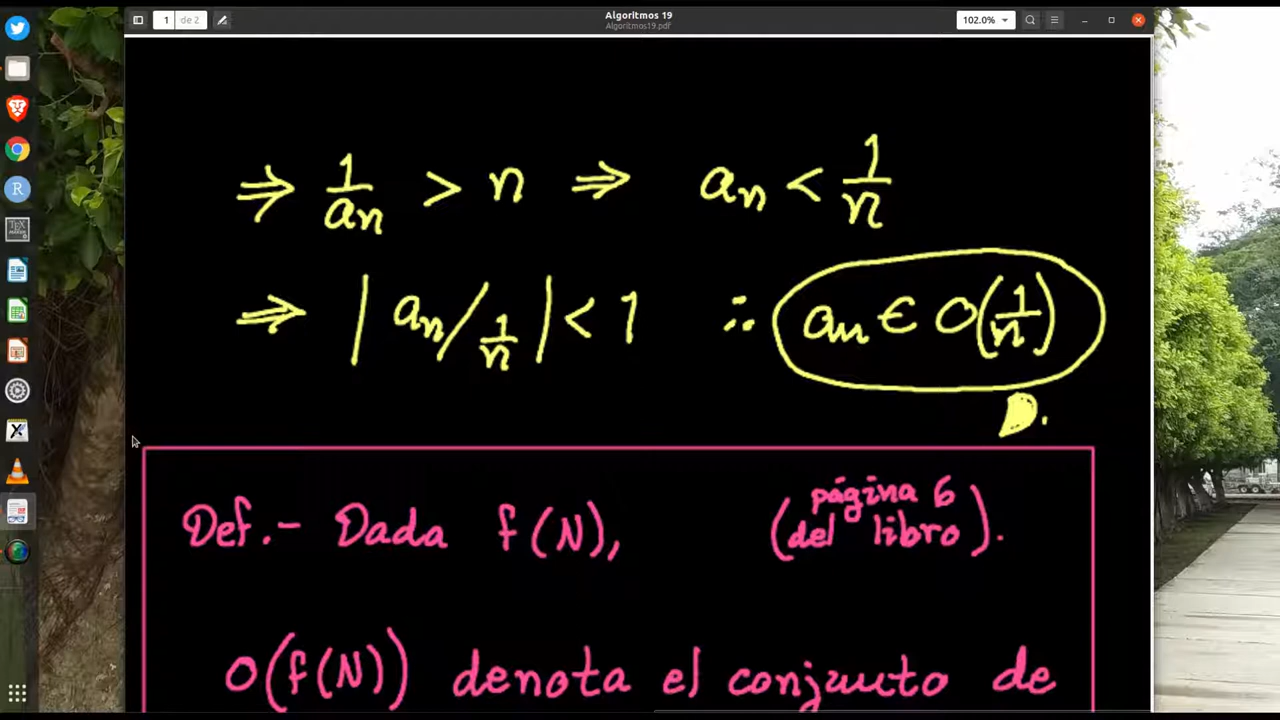 Algoritmos 19
Algoritmos19.pdf
1 de 2
102.0%
⇒ 1/an > n ⇒ an < 1/n
⇒ | an / 1/n | < 1 ∴ an ∈ O(1/n)
Def.- Dada f(N), (página 6 del libro).
O(f(N)) denota el conjunto de